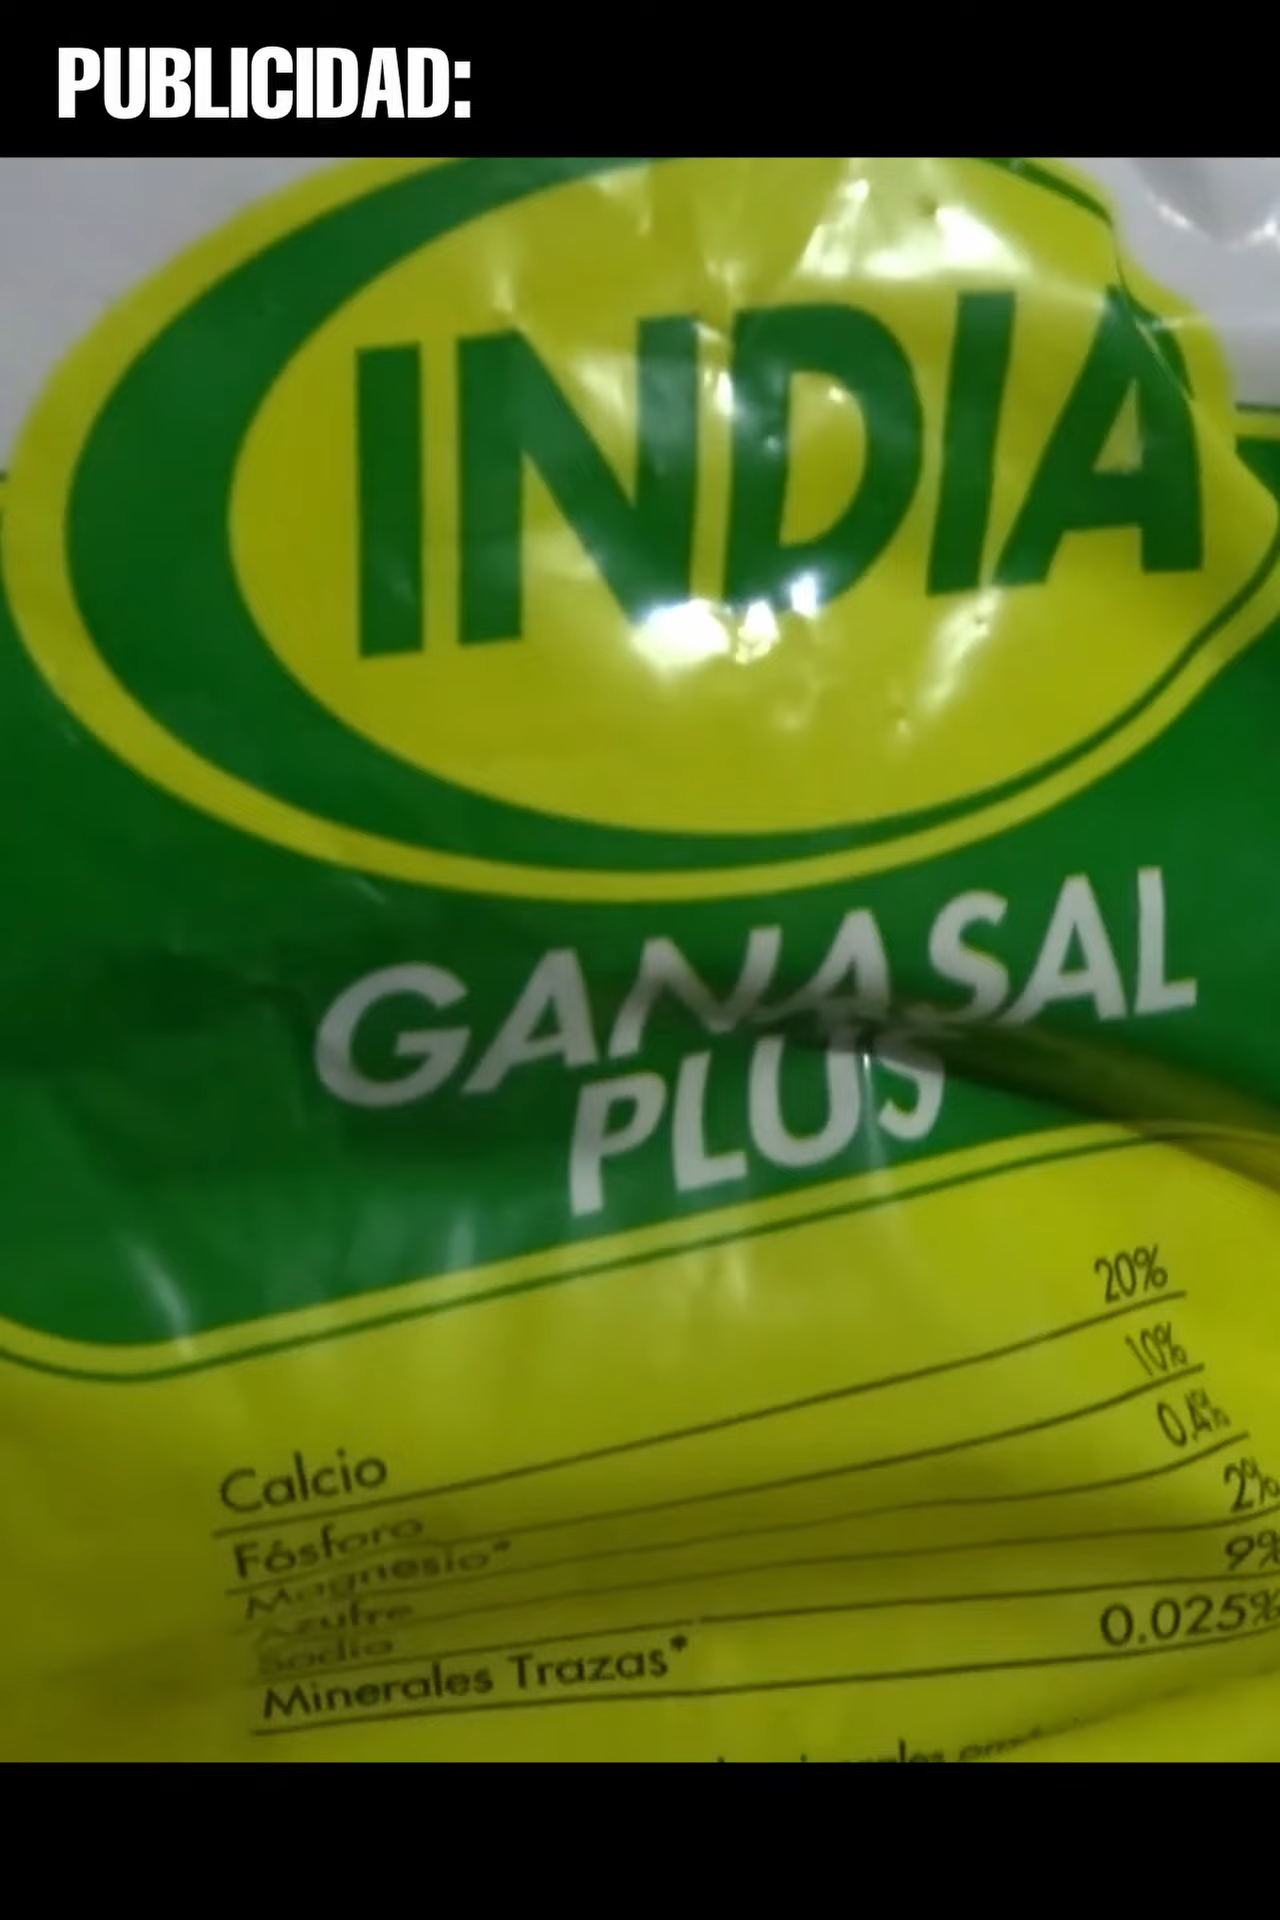 PUBLICIDAD:
INDIA
GANASAL
PLUS
Calcio 20%
Fósforo 10%
Magnesio* 0,4%
Azufre 2%
Sodio 9%
Minerales Trazas* 0.025%